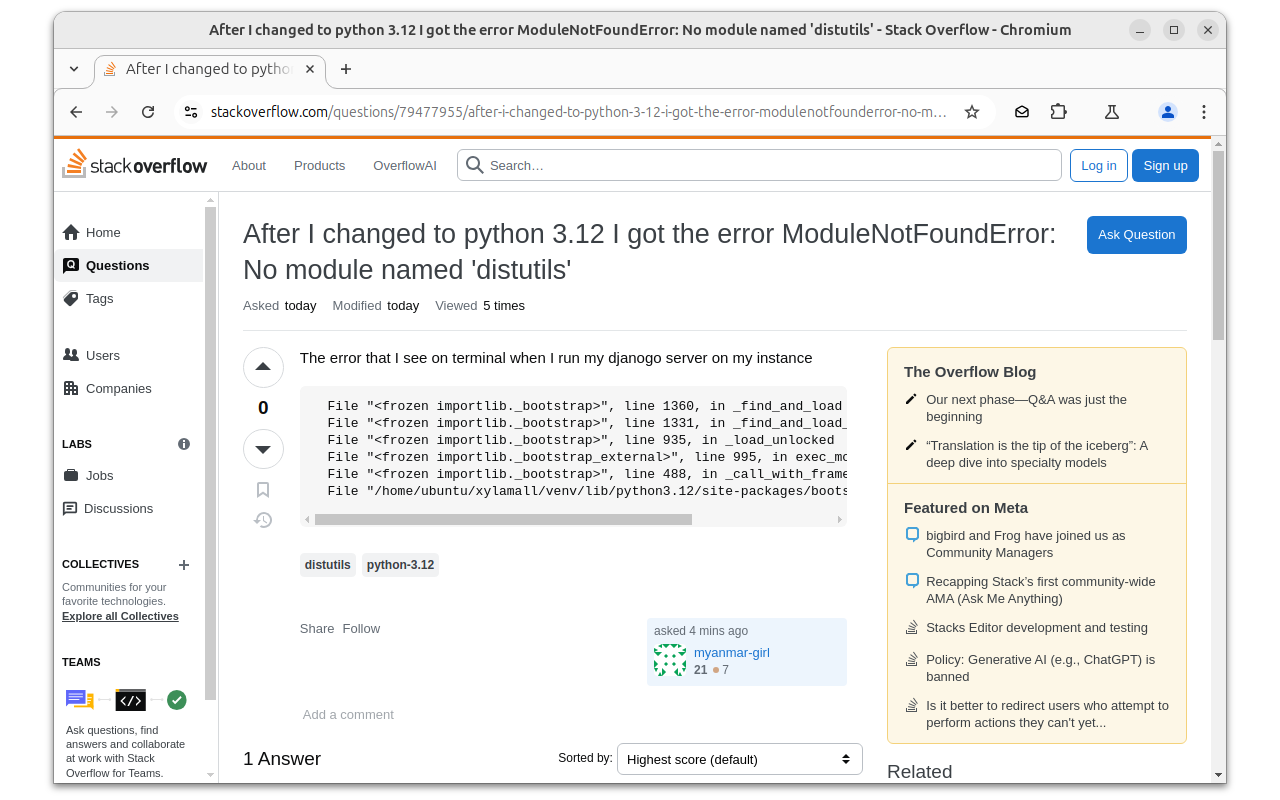 After I changed to python 3.12 I got the error ModuleNotFoundError: No module named 'distutils' - Stack Overflow - Chromium
After I changed to pytho
stackoverflow.com/questions/79477955/after-i-changed-to-python-3-12-i-got-the-error-modulenotfounderror-no-m…
stackoverflow
About
Products
OverflowAI
Search…
Log in
Sign up
Home
Questions
Tags
Users
Companies
LABS
Jobs
Discussions
COLLECTIVES
Communities for your
favorite technologies.
Explore all Collectives
TEAMS
Ask questions, find
answers and collaborate
at work with Stack
Overflow for Teams.
After I changed to python 3.12 I got the error ModuleNotFoundError:
No module named 'distutils'
Ask Question
Asked today Modified today Viewed 5 times
0
The error that I see on terminal when I run my djanogo server on my instance
File "<frozen importlib._bootstrap>", line 1360, in _find_and_load
File "<frozen importlib._bootstrap>", line 1331, in _find_and_load_
File "<frozen importlib._bootstrap>", line 935, in _load_unlocked
File "<frozen importlib._bootstrap_external>", line 995, in exec_mo
File "<frozen importlib._bootstrap>", line 488, in _call_with_frame
File "/home/ubuntu/xylamall/venv/lib/python3.12/site-packages/boots
distutils python-3.12
Share Follow
asked 4 mins ago
myanmar-girl
21 7
Add a comment
1 Answer
Sorted by:
Highest score (default)
The Overflow Blog
Our next phase—Q&A was just the
beginning
“Translation is the tip of the iceberg”: A
deep dive into specialty models
Featured on Meta
bigbird and Frog have joined us as
Community Managers
Recapping Stack’s first community-wide
AMA (Ask Me Anything)
Stacks Editor development and testing
Policy: Generative AI (e.g., ChatGPT) is
banned
Is it better to redirect users who attempt to
perform actions they can't yet...
Related